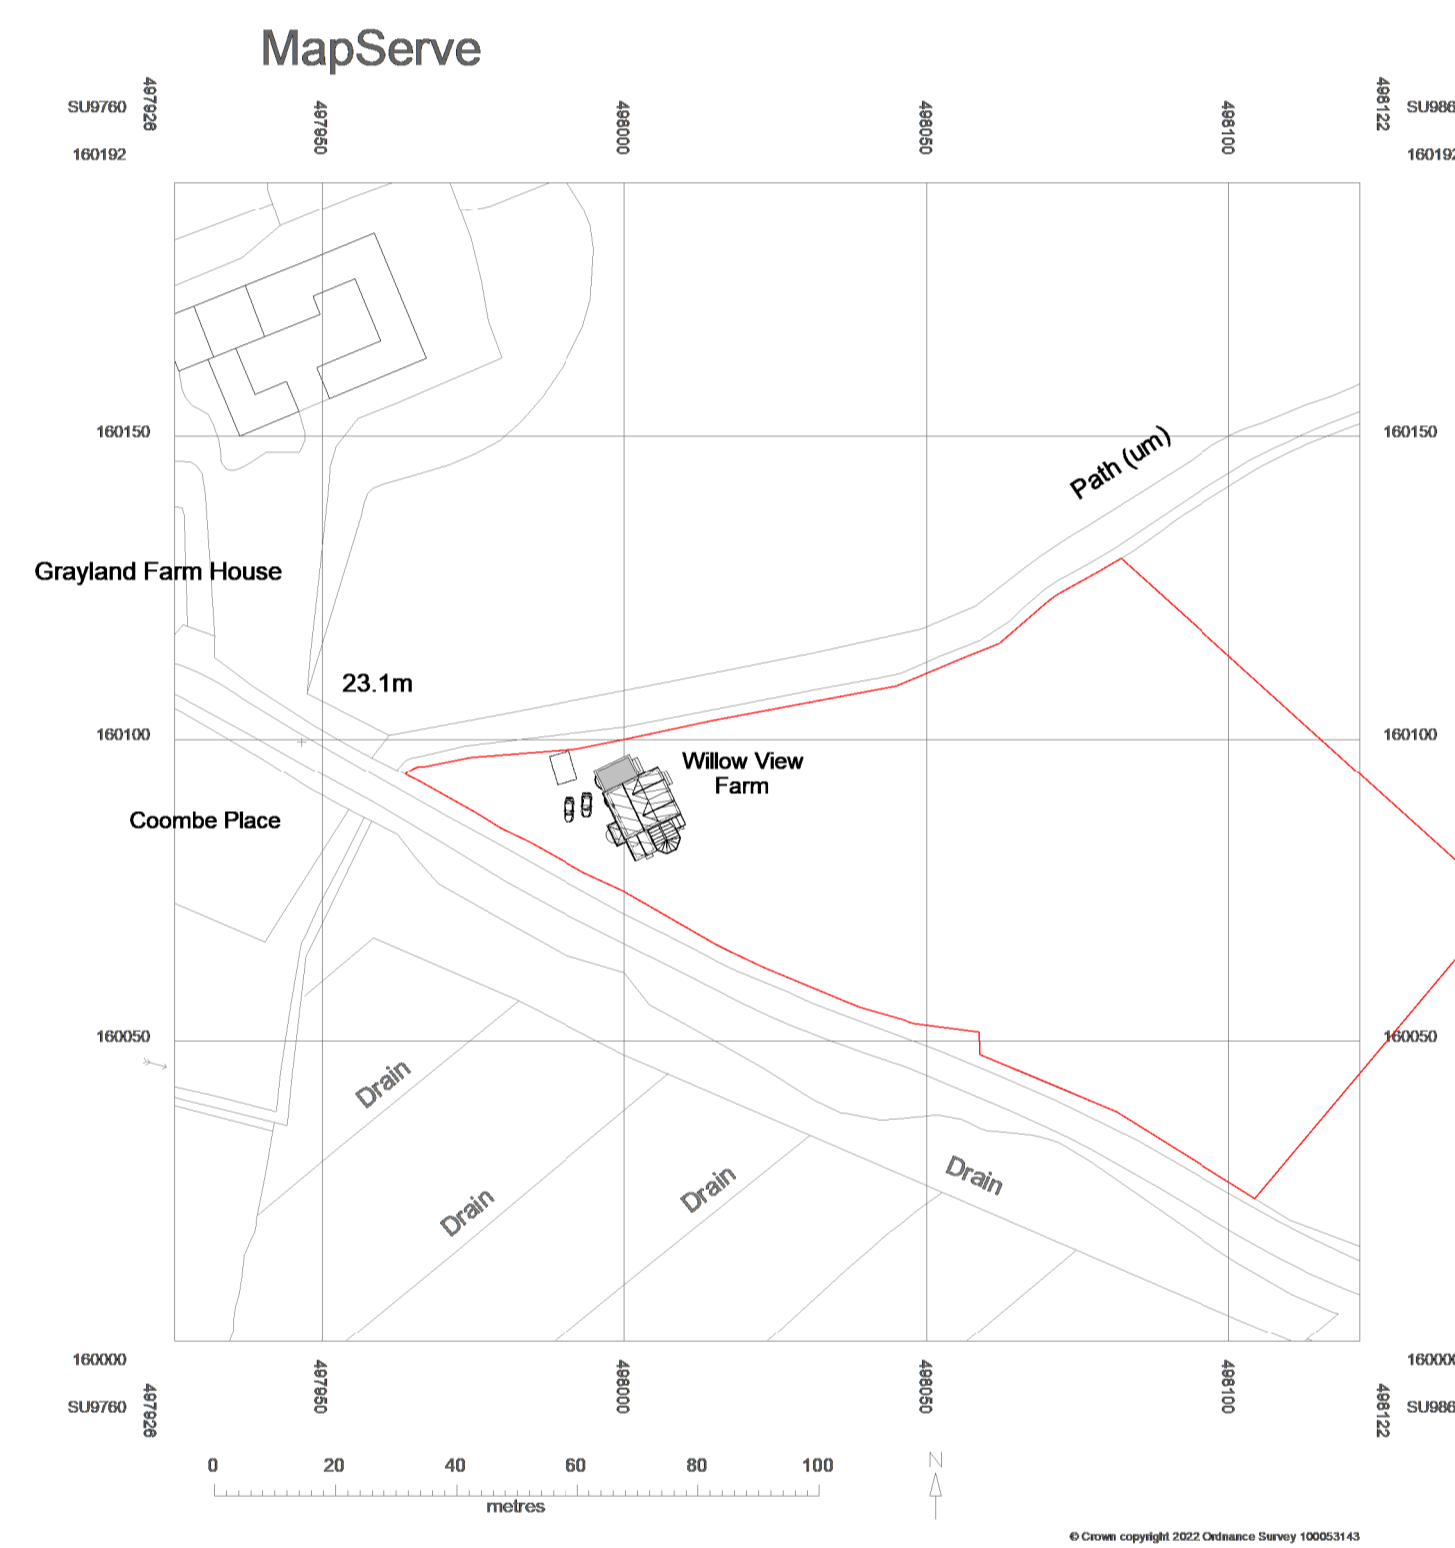 MapServe
SU9760
497926
497950
498000
498050
498100
498122
SU986
160192
160192
160150
Path (um)
160150
Grayland Farm House
23.1m
160100
Willow View
Farm
160100
Coombe Place
160050
160050
Drain
Drain
Drain
Drain
160000
160000
SU9760
497926
497950
498000
498050
498100
498122
SU986
0 20 40 60 80 100
metres
N
© Crown copyright 2022 Ordnance Survey 100053143